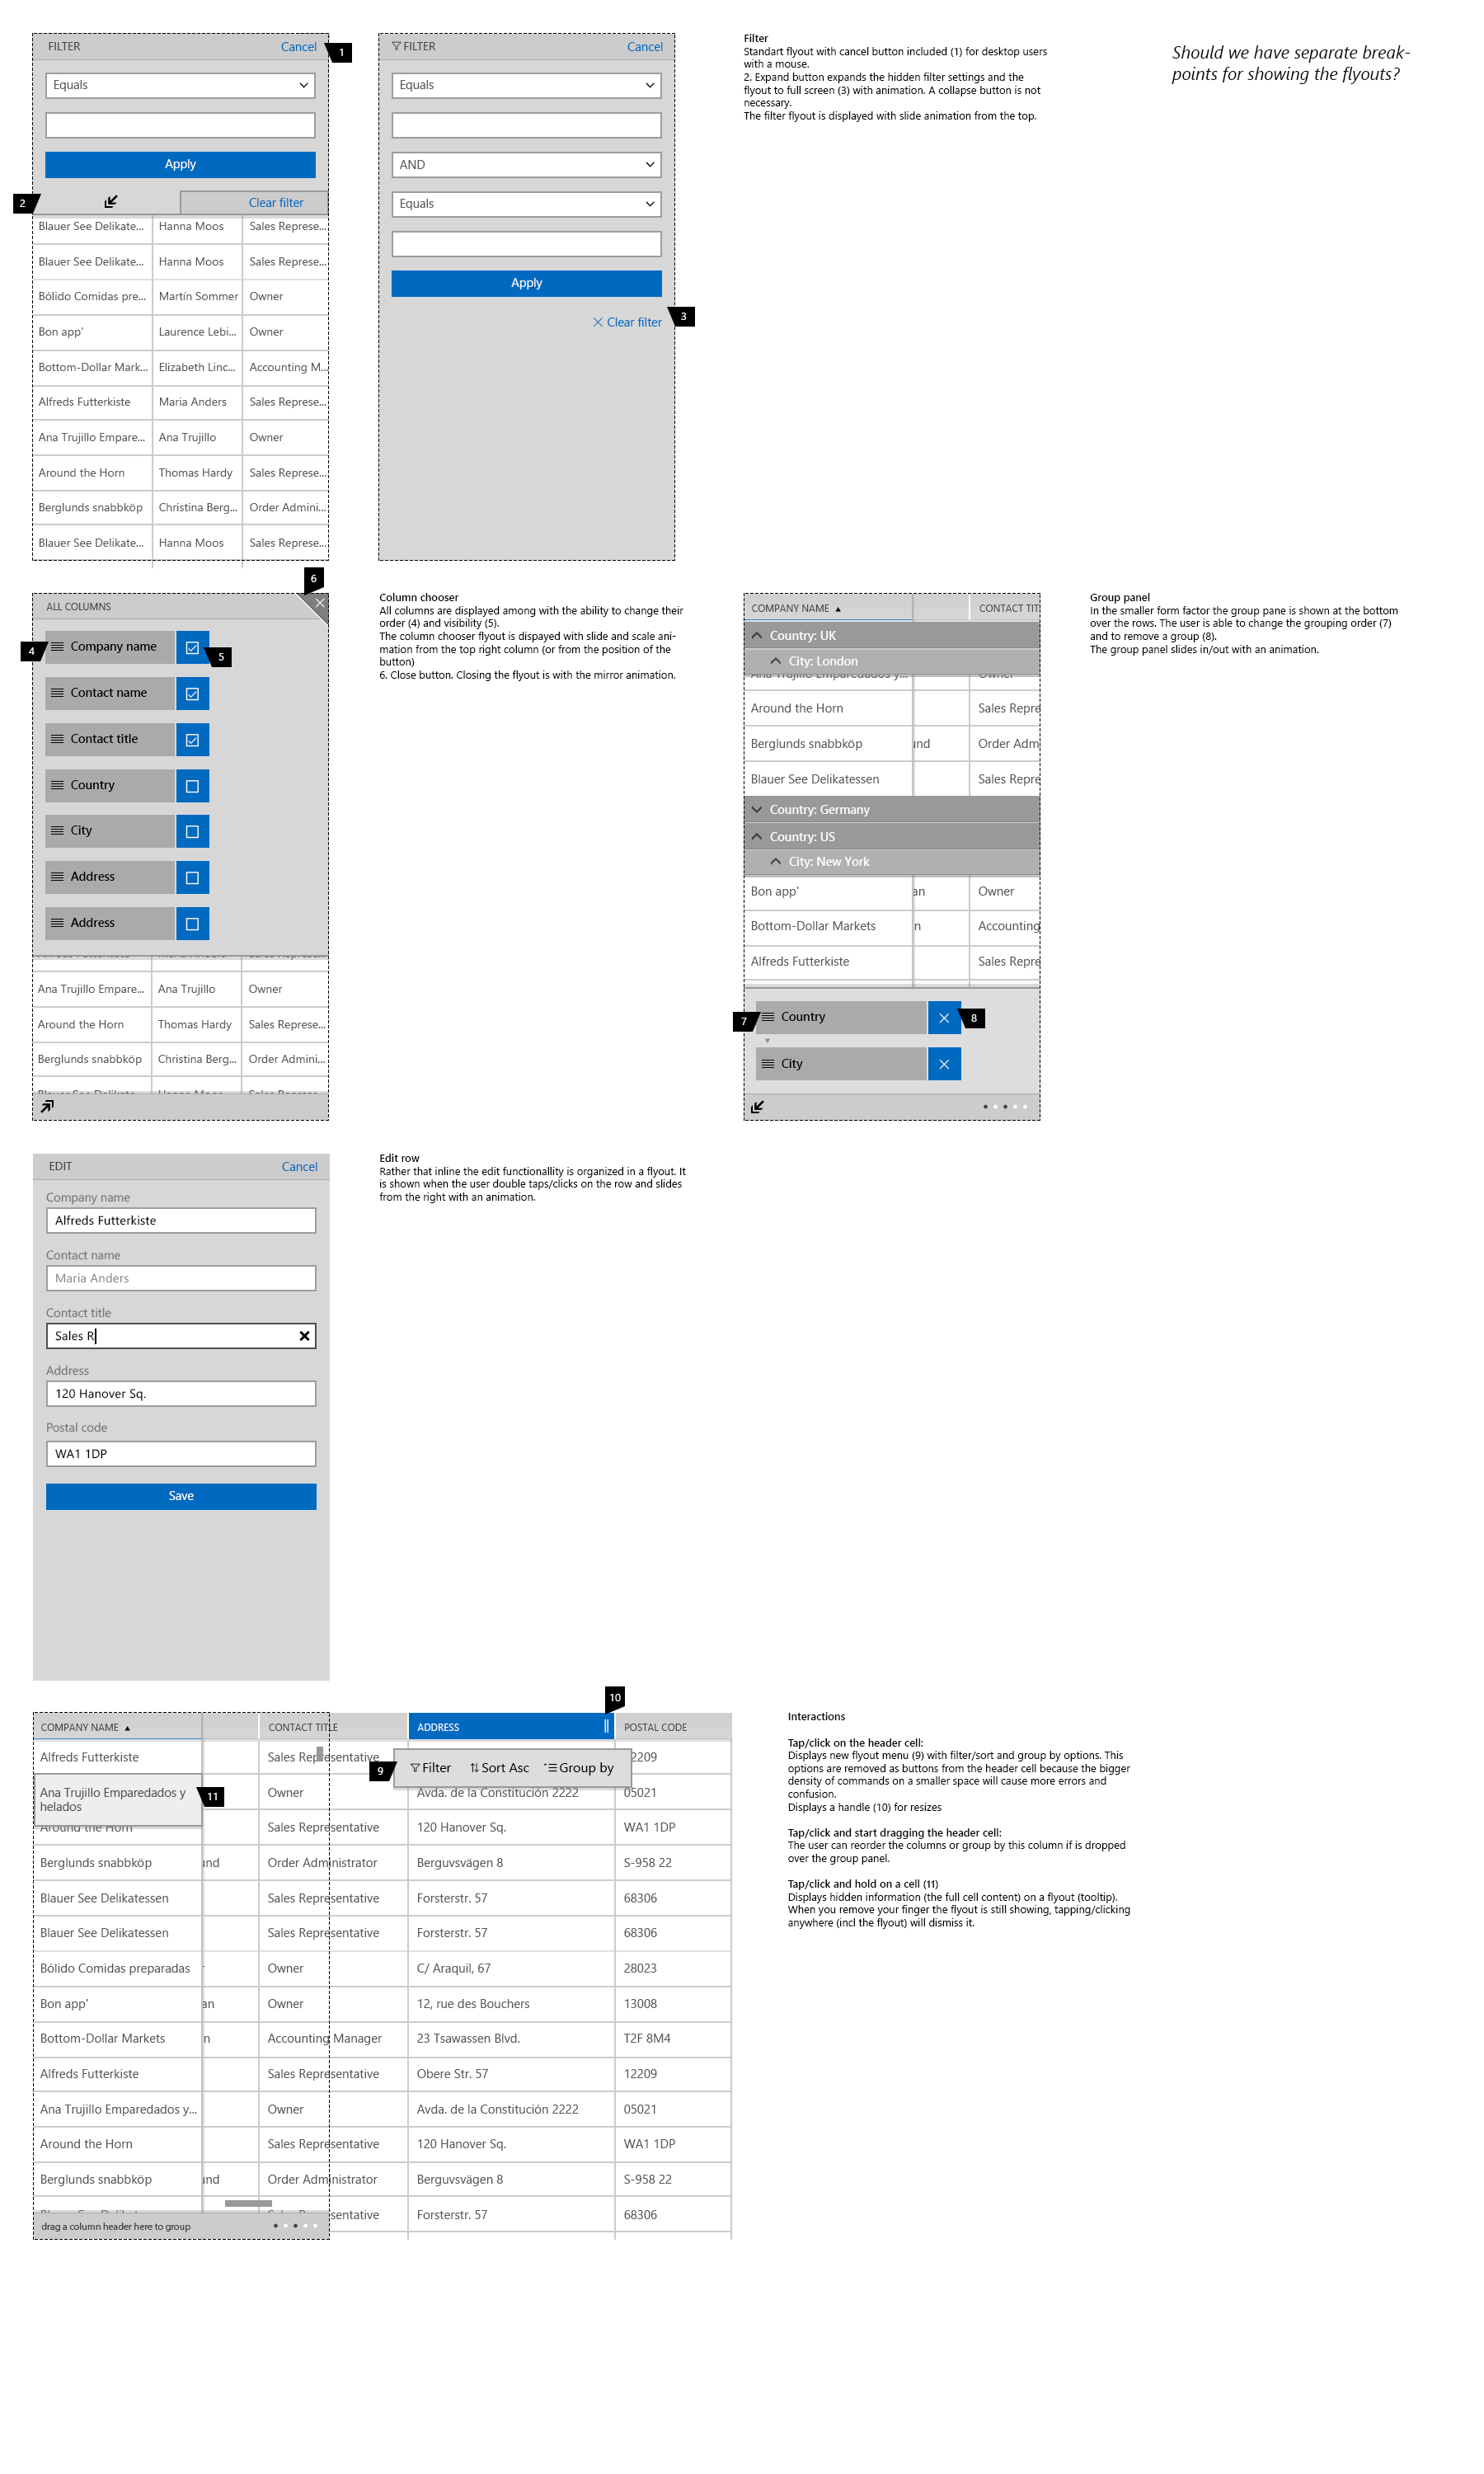 FILTER
Cancel
1
Equals
Apply
2
Clear filter
Blauer See Delikate... Hanna Moos Sales Represe...
Blauer See Delikate... Hanna Moos Sales Represe...
Bólido Comidas pre... Martín Sommer Owner
Bon app' Laurence Lebi... Owner
Bottom-Dollar Mark... Elizabeth Linc... Accounting M...
Alfreds Futterkiste Maria Anders Sales Represe...
Ana Trujillo Empare... Ana Trujillo Owner
Around the Horn Thomas Hardy Sales Represe...
Berglunds snabbköp Christina Berg... Order Admini...
Blauer See Delikate... Hanna Moos Sales Represe...
FILTER
Cancel
Equals
AND
Equals
Apply
Clear filter
3
Filter
Standart flyout with cancel button included (1) for desktop users
with a mouse.
2. Expand button expands the hidden filter settings and the
flyout to full screen (3) with animation. A collapse button is not
necessary.
The filter flyout is displayed with slide animation from the top.
Should we have separate break-
points for showing the flyouts?
6
ALL COLUMNS
4
Company name
5
Contact name
Contact title
Country
City
Address
Address
Ana Trujillo Empare... Ana Trujillo Owner
Around the Horn Thomas Hardy Sales Represe...
Berglunds snabbköp Christina Berg... Order Admini...
Column chooser
All columns are displayed among with the ability to change their
order (4) and visibility (5).
The column chooser flyout is dispayed with slide and scale ani-
mation from the top right column (or from the position of the
button)
6. Close button. Closing the flyout is with the mirror animation.
COMPANY NAME CONTACT TIT
Country: UK
City: London
Ana Trujillo Emparedados y... Owner
Around the Horn Sales Repre
Berglunds snabbköp und Order Adm
Blauer See Delikatessen Sales Repre
Country: Germany
Country: US
City: New York
Bon app' an Owner
Bottom-Dollar Markets n Accounting
Alfreds Futterkiste Sales Repre
7
Country
8
City
Group panel
In the smaller form factor the group pane is shown at the bottom
over the rows. The user is able to change the grouping order (7)
and to remove a group (8).
The group panel slides in/out with an animation.
EDIT
Cancel
Company name
Alfreds Futterkiste
Contact name
Maria Anders
Contact title
Sales R
Address
120 Hanover Sq.
Postal code
WA1 1DP
Save
Edit row
Rather that inline the edit functionallity is organized in a flyout. It
is shown when the user double taps/clicks on the row and slides
from the right with an animation.
10
COMPANY NAME CONTACT TITLE ADDRESS POSTAL CODE
Alfreds Futterkiste Sales Representative 2209
9
Filter Sort Asc Group by
Ana Trujillo Emparedados y
helados
11
Owner Avda. de la Constitución 2222 05021
Around the Horn Sales Representative 120 Hanover Sq. WA1 1DP
Berglunds snabbköp und Order Administrator Berguvsvägen 8 S-958 22
Blauer See Delikatessen Sales Representative Forsterstr. 57 68306
Blauer See Delikatessen Sales Representative Forsterstr. 57 68306
Bólido Comidas preparadas r Owner C/ Araquil, 67 28023
Bon app' an Owner 12, rue des Bouchers 13008
Bottom-Dollar Markets n Accounting Manager 23 Tsawassen Blvd. T2F 8M4
Alfreds Futterkiste Sales Representative Obere Str. 57 12209
Ana Trujillo Emparedados y... Owner Avda. de la Constitución 2222 05021
Around the Horn Sales Representative 120 Hanover Sq. WA1 1DP
Berglunds snabbköp und Order Administrator Berguvsvägen 8 S-958 22
sentative Forsterstr. 57 68306
drag a column header here to group
Interactions
Tap/click on the header cell:
Displays new flyout menu (9) with filter/sort and group by options. This
options are removed as buttons from the header cell because the bigger
density of commands on a smaller space will cause more errors and
confusion.
Displays a handle (10) for resizes
Tap/click and start dragging the header cell:
The user can reorder the columns or group by this column if is dropped
over the group panel.
Tap/click and hold on a cell (11)
Displays hidden information (the full cell content) on a flyout (tooltip).
When you remove your finger the flyout is still showing, tapping/clicking
anywhere (incl the flyout) will dismiss it.